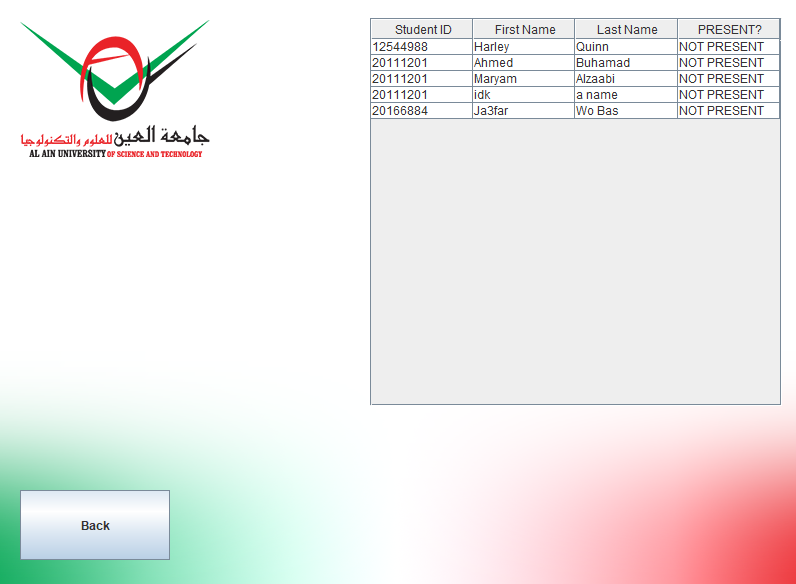 جامعة العين للعلوم والتكنولوجيا
AL AIN UNIVERSITY OF SCIENCE AND TECHNOLOGY
Student ID First Name Last Name PRESENT?
12544988 Harley Quinn NOT PRESENT
20111201 Ahmed Buhamad NOT PRESENT
20111201 Maryam Alzaabi NOT PRESENT
20111201 idk a name NOT PRESENT
20166884 Ja3far Wo Bas NOT PRESENT
Back